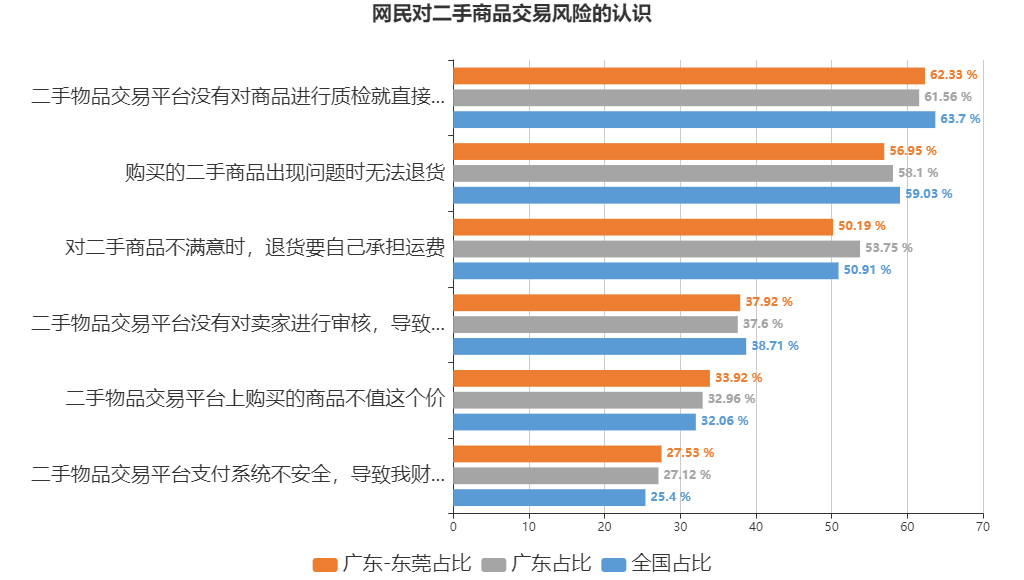 网民对二手商品交易风险的认识
二手物品交易平台没有对商品进行质检就直接...
62.33 %
61.56 %
63.7 %
购买的二手商品出现问题时无法退货
56.95 %
58.1 %
59.03 %
对二手商品不满意时，退货要自己承担运费
50.19 %
53.75 %
50.91 %
二手物品交易平台没有对卖家进行审核，导致...
37.92 %
37.6 %
38.71 %
二手物品交易平台上购买的商品不值这个价
33.92 %
32.96 %
32.06 %
二手物品交易平台支付系统不安全，导致我财...
27.53 %
27.12 %
25.4 %
0 10 20 30 40 50 60 70
广东-东莞占比 广东占比 全国占比